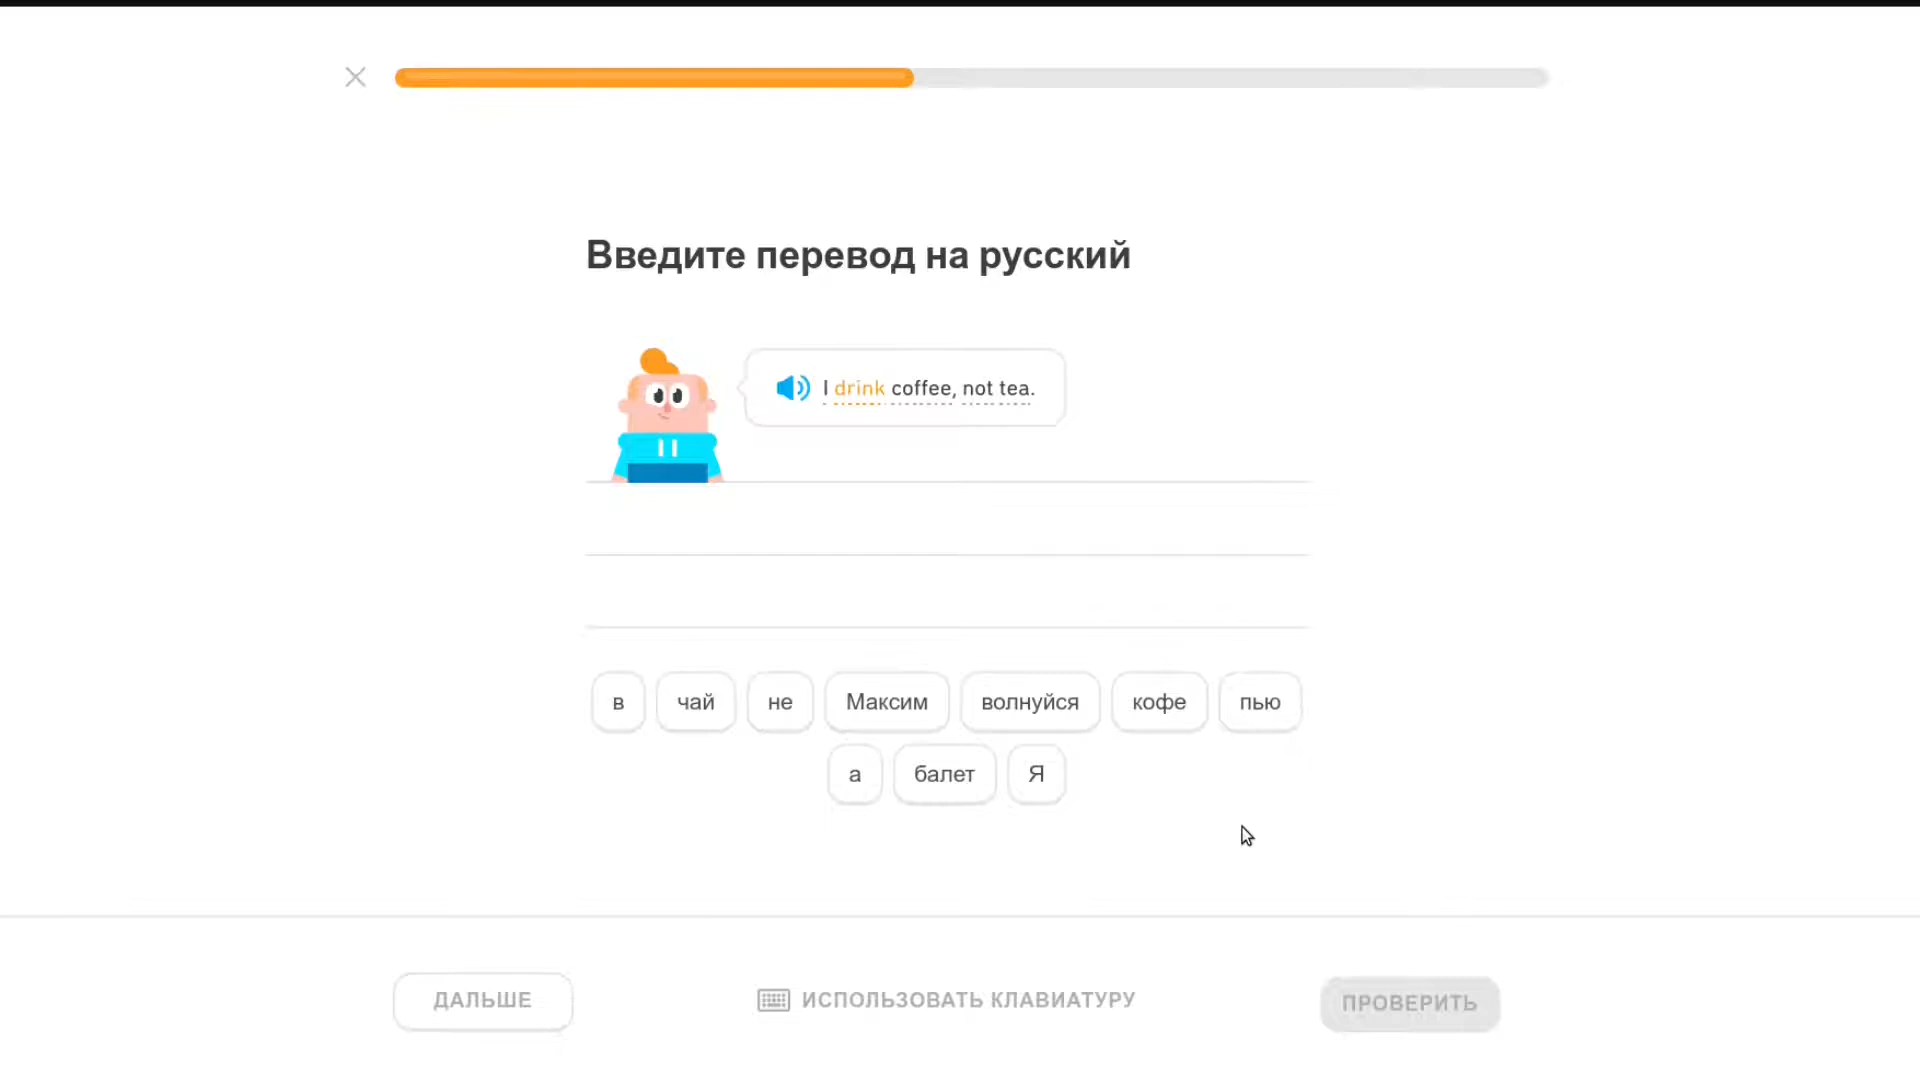 Введите перевод на русский
I drink coffee, not tea.
в чай не Максим волнуйся кофе пью
а балет Я
ДАЛЬШЕ ИСПОЛЬЗОВАТЬ КЛАВИАТУРУ ПРОВЕРИТЬ